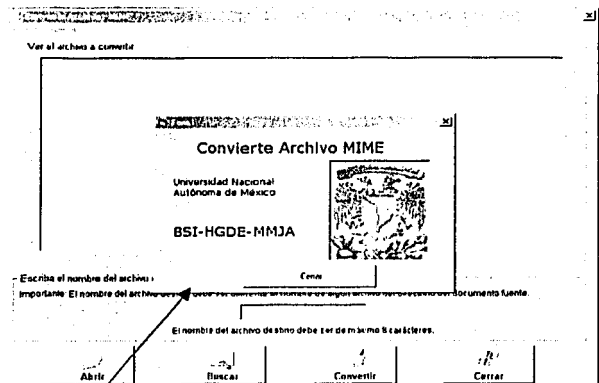 Ver el archivo a convertir
Convierte Archivo MIME
Universidad Nacional
Autónoma de México
BSI-HGDE-MMJA
Cerrar
Escriba el nombre del archivo
Importante: El nombre del archivo documento fuente.
El nombre del archivo destino debe ser de máximo 8 carácteres.
Abrir Buscar Convertir Cerrar